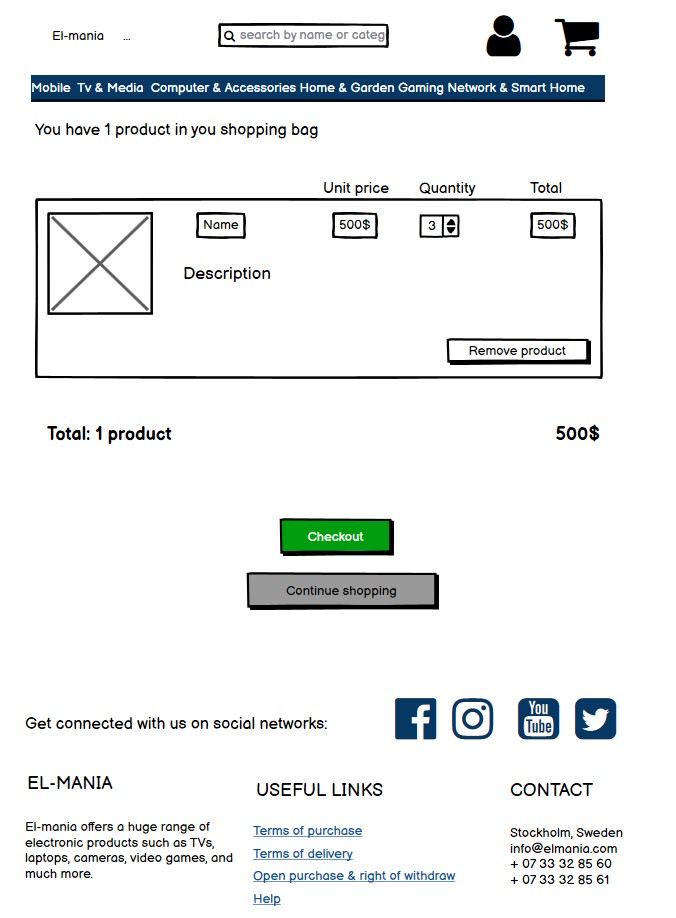 El-mania ...
search by name or categ
Mobile Tv & Media Computer & Accessories Home & Garden Gaming Network & Smart Home
You have 1 product in you shopping bag
Unit price Quantity Total
Name 500$ 3 500$
Description
Remove product
Total: 1 product 500$
Checkout
Continue shopping
Get connected with us on social networks:
You
Tube
EL-MANIA
El-mania offers a huge range of
electronic products such as TVs,
laptops, cameras, video games, and
much more.
USEFUL LINKS
Terms of purchase
Terms of delivery
Open purchase & right of withdraw
Help
CONTACT
Stockholm, Sweden
info@elmania.com
+ 07 33 32 85 60
+ 07 33 32 85 61